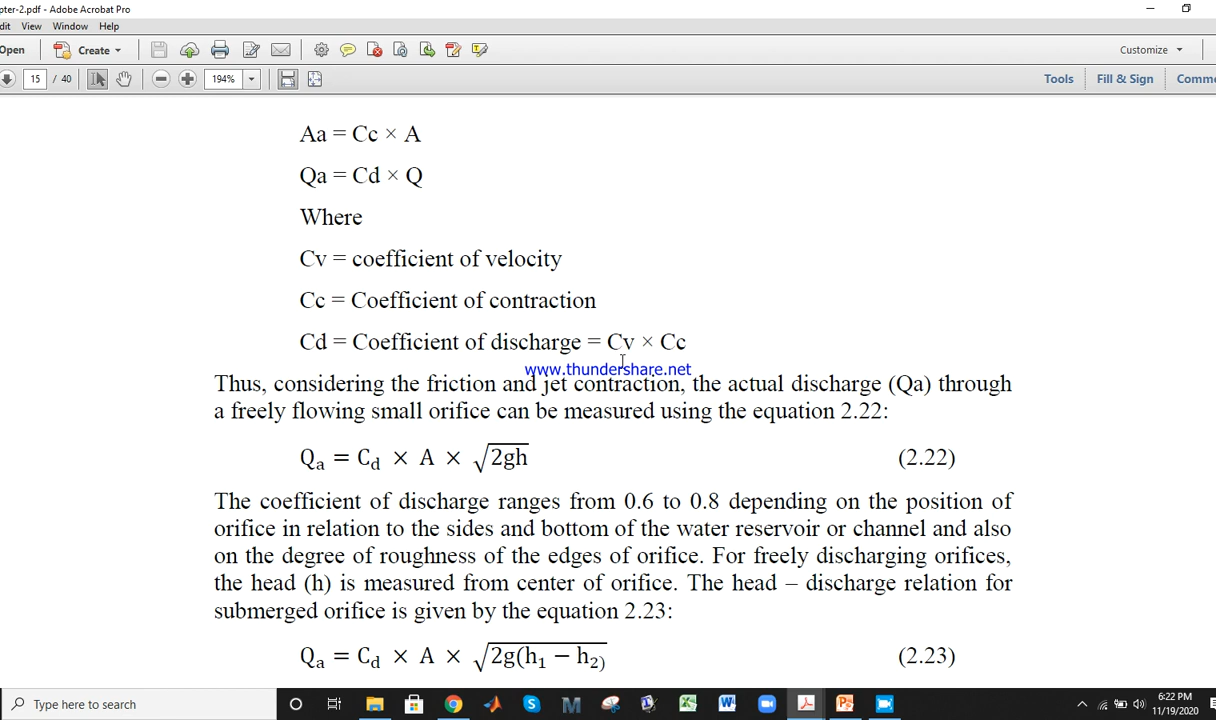 pter-2.pdf - Adobe Acrobat Pro
dit View Window Help
Open Create Customize
15 / 40 194% Tools Fill & Sign Comme
Aa = Cc × A
Qa = Cd × Q
Where
Cv = coefficient of velocity
Cc = Coefficient of contraction
Cd = Coefficient of discharge = Cv × Cc
www.thundershare.net
Thus, considering the friction and jet contraction, the actual discharge (Qa) through
a freely flowing small orifice can be measured using the equation 2.22:
Qₐ = C_d × A × √2gh (2.22)
The coefficient of discharge ranges from 0.6 to 0.8 depending on the position of
orifice in relation to the sides and bottom of the water reservoir or channel and also
on the degree of roughness of the edges of orifice. For freely discharging orifices,
the head (h) is measured from center of orifice. The head – discharge relation for
submerged orifice is given by the equation 2.23:
Qₐ = C_d × A × √2g(h₁ − h₂) (2.23)
Type here to search
6:22 PM
11/19/2020